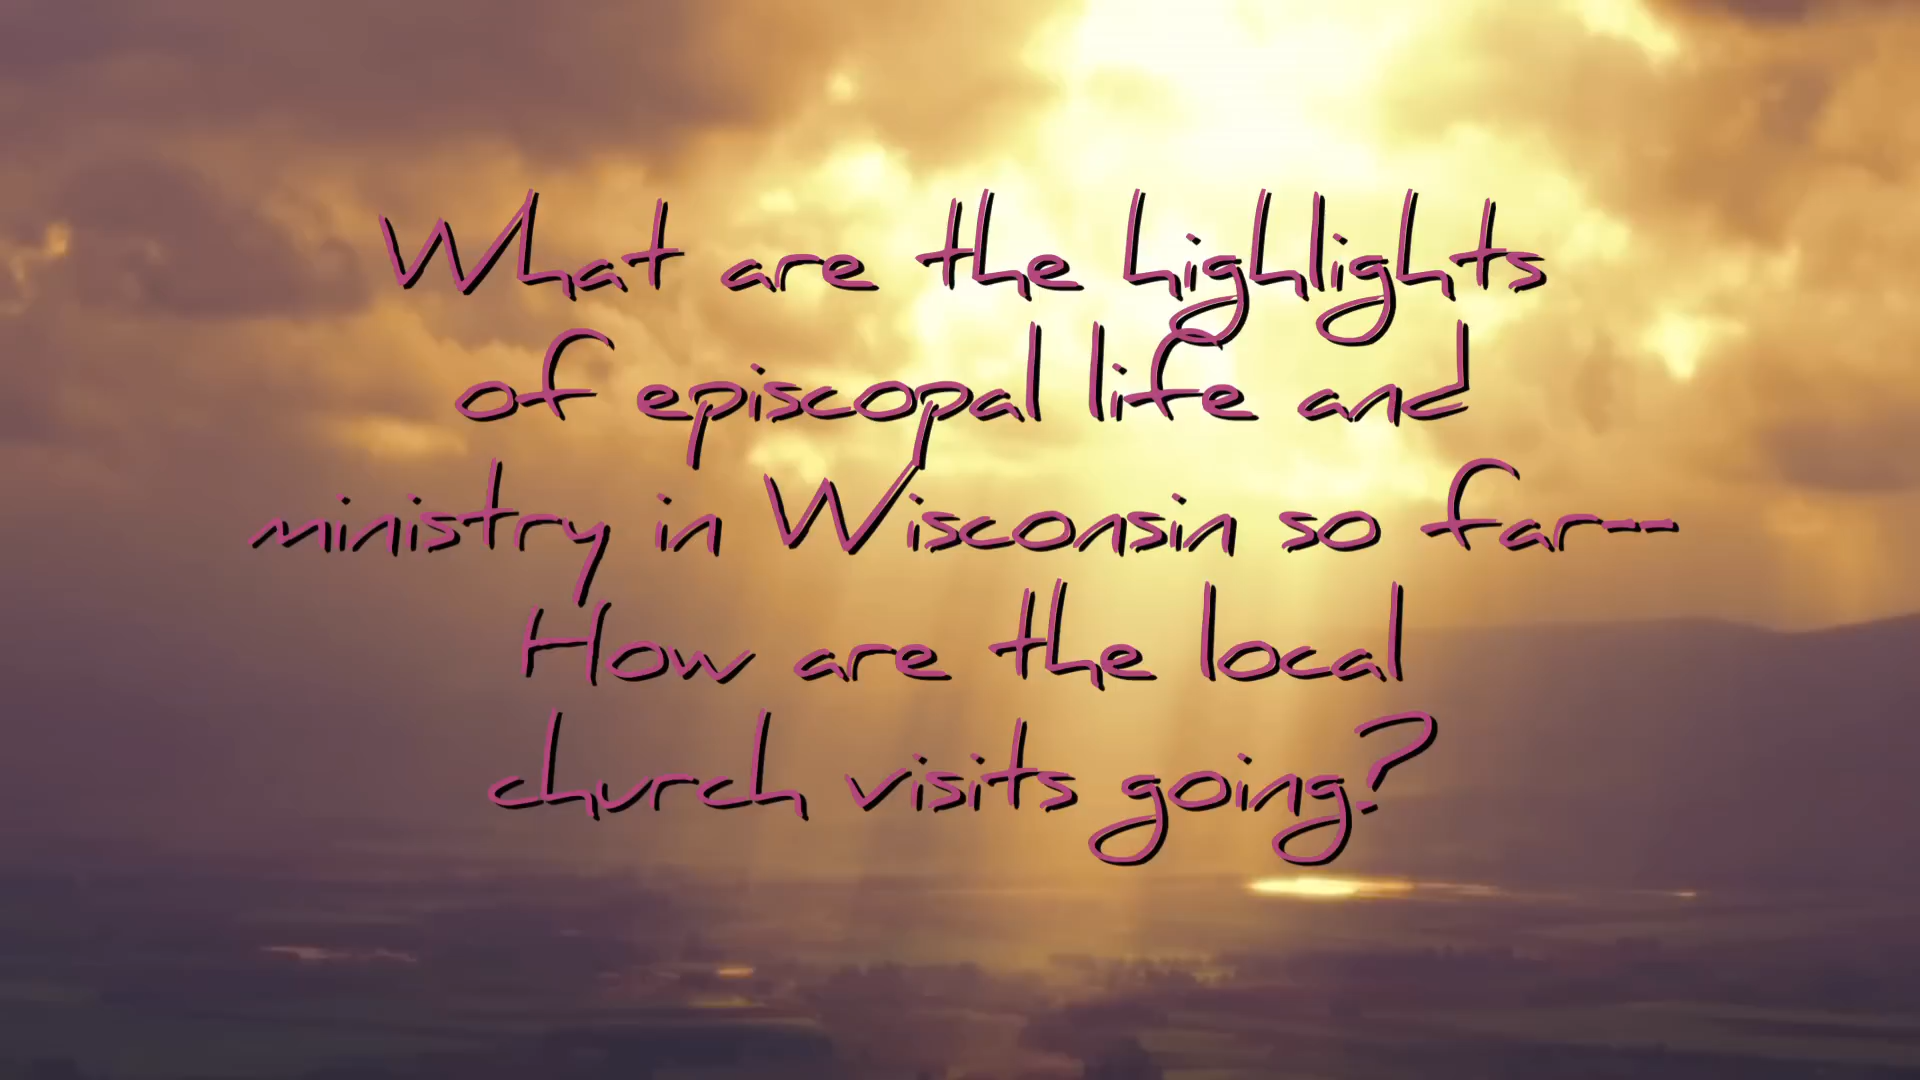 What are the highlights
of episcopal life and
ministry in Wisconsin so far--
How are the local
church visits going?